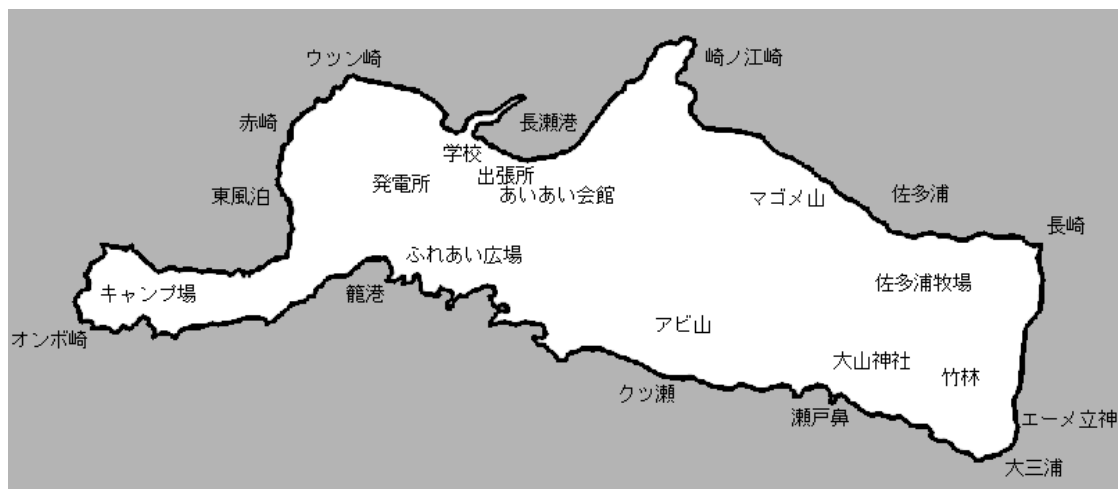 ウツン崎
崎ノ江崎
赤崎
長瀬港
学校
出張所
発電所
あいあい会館
東風泊
マゴメ山
佐多浦
長崎
ふれあい広場
キャンプ場
籠港
佐多浦牧場
オンボ崎
アビ山
大山神社
竹林
クツ瀬
瀬戸鼻
エーメ立神
大三浦